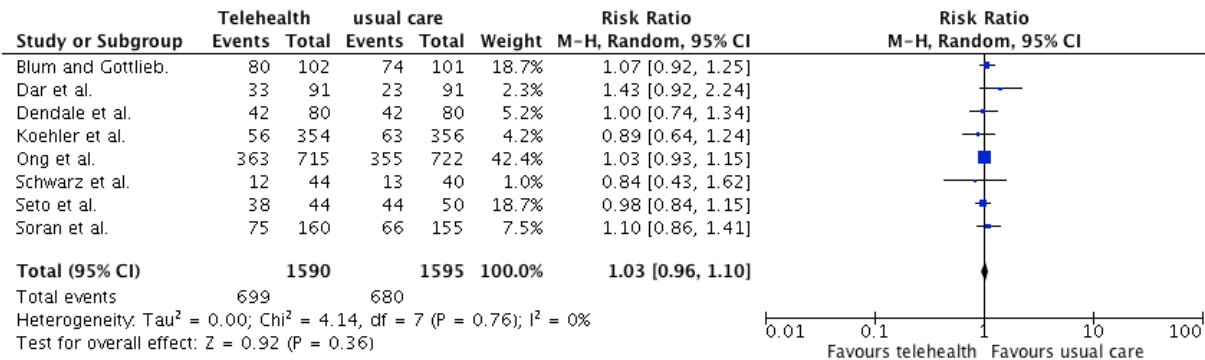 Telehealth usual care Risk Ratio Risk Ratio
Study or Subgroup Events Total Events Total Weight M-H, Random, 95% CI M-H, Random, 95% CI
Blum and Gottlieb. 80 102 74 101 18.7% 1.07 [0.92, 1.25]
Dar et al. 33 91 23 91 2.3% 1.43 [0.92, 2.24]
Dendale et al. 42 80 42 80 5.2% 1.00 [0.74, 1.34]
Koehler et al. 56 354 63 356 4.2% 0.89 [0.64, 1.24]
Ong et al. 363 715 355 722 42.4% 1.03 [0.93, 1.15]
Schwarz et al. 12 44 13 40 1.0% 0.84 [0.43, 1.62]
Seto et al. 38 44 44 50 18.7% 0.98 [0.84, 1.15]
Soran et al. 75 160 66 155 7.5% 1.10 [0.86, 1.41]
Total (95% CI) 1590 1595 100.0% 1.03 [0.96, 1.10]
Total events 699 680
Heterogeneity: Tau² = 0.00; Chi² = 4.14, df = 7 (P = 0.76); I² = 0%
Test for overall effect: Z = 0.92 (P = 0.36)
0.01 0.1 1 10 100
Favours telehealth Favours usual care